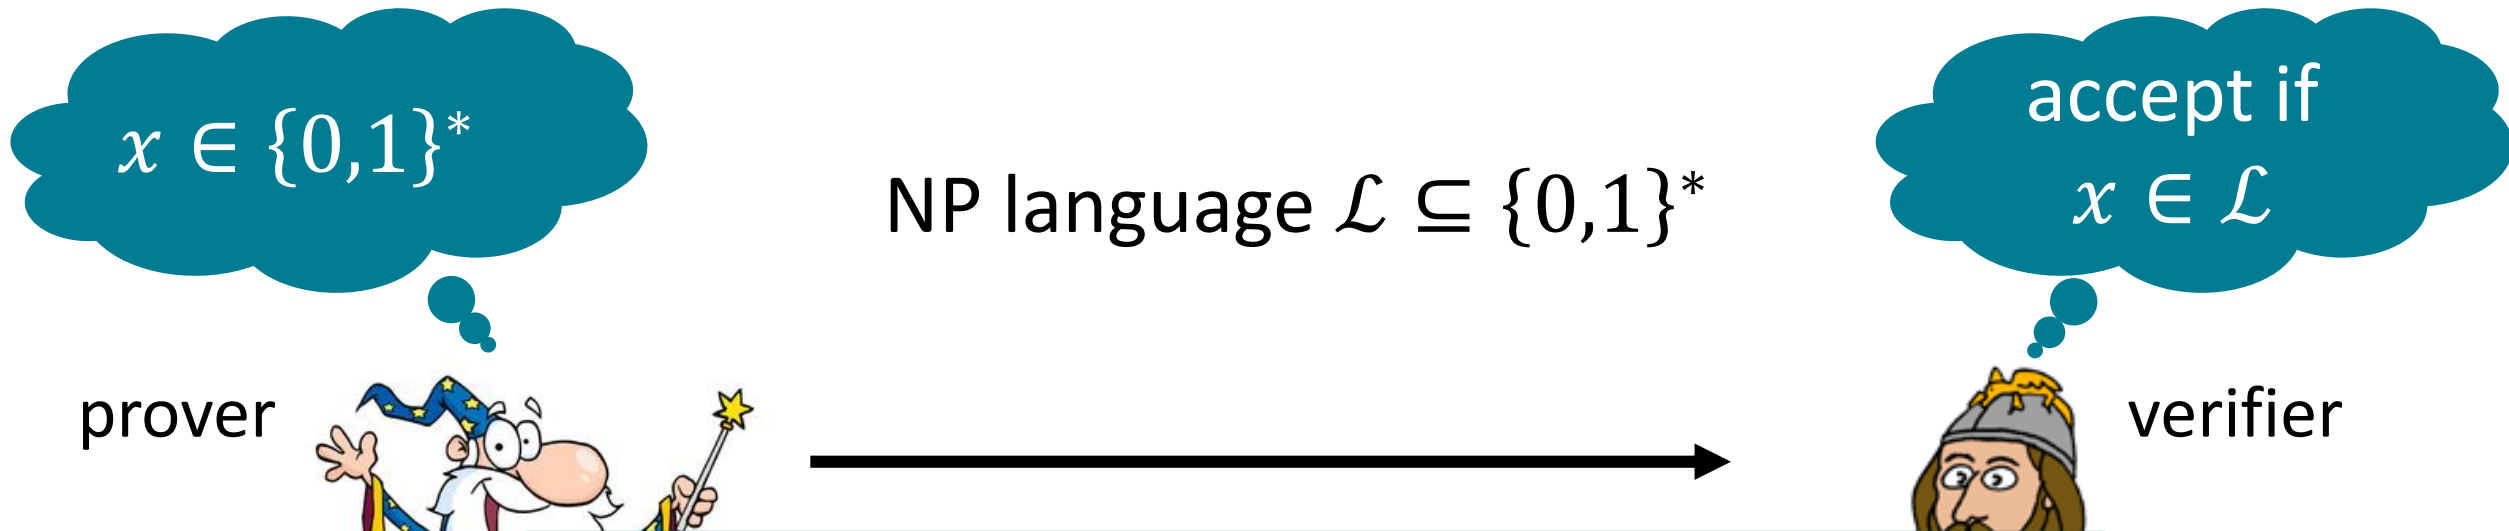 x ∈ {0,1}*
NP language ℒ ⊆ {0,1}*
accept if
x ∈ ℒ
prover
verifier